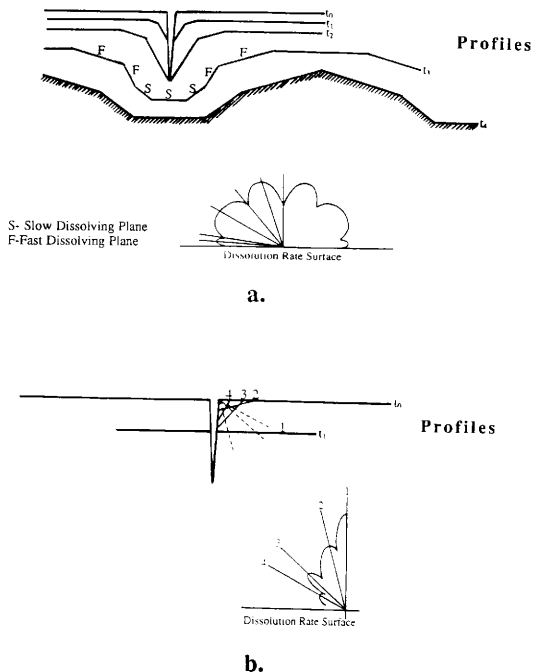 t₀
t₁
t₂
Profiles
F
F
F
F
t₃
S
S
S
t₄
S- Slow Dissolving Plane
F-Fast Dissolving Plane
Dissolution Rate Surface
a.
4 3 2
t₀
1
t₁
Profiles
1
2
3
4
Dissolution Rate Surface
b.